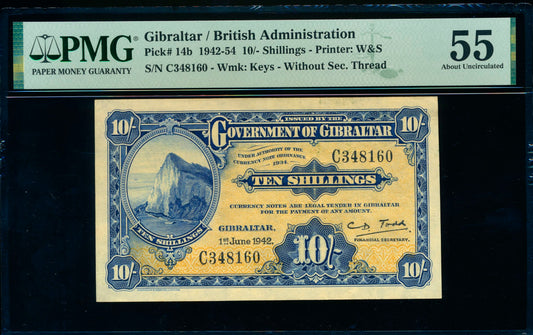 PMG
PAPER MONEY GUARANTY
Gibraltar / British Administration
Pick# 14b 1942-54 10/- Shillings - Printer: W&S
S/N C348160 - Wmk: Keys - Without Sec. Thread
55
About Uncirculated
10/-
10/-
ISSUED BY THE
GOVERNMENT OF GIBRALTAR
UNDER AUTHORITY OF THE
CURRENCY NOTE ORDINANCE
1934.
C348160
TEN SHILLINGS
CURRENCY NOTES ARE LEGAL TENDER IN GIBRALTAR
FOR THE PAYMENT OF ANY AMOUNT.
TEN SHILLINGS
GIBRALTAR,
1st June 1942.
C348160
10/-
C D Todd
FINANCIAL SECRETARY.
10/-
10/-